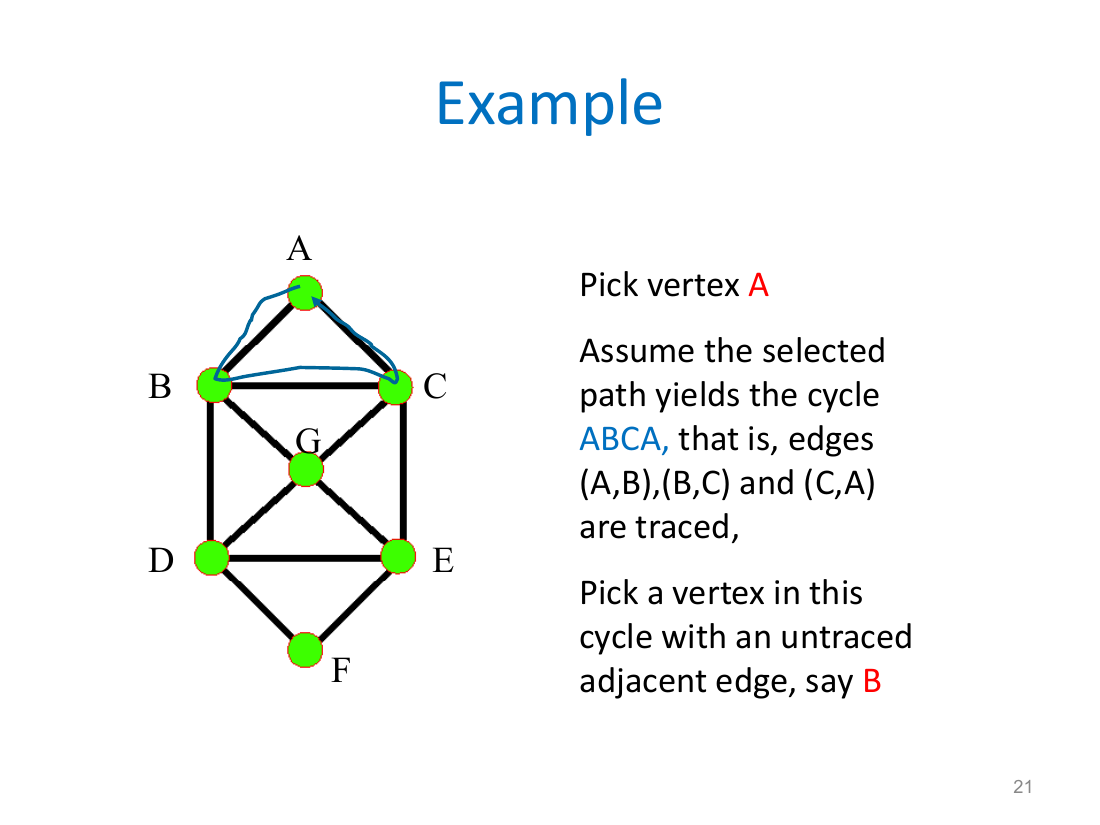 Example
A
B
C
G
D
E
F
Pick vertex A
Assume the selected
path yields the cycle
ABCA, that is, edges
(A,B),(B,C) and (C,A)
are traced,
Pick a vertex in this
cycle with an untraced
adjacent edge, say B
21